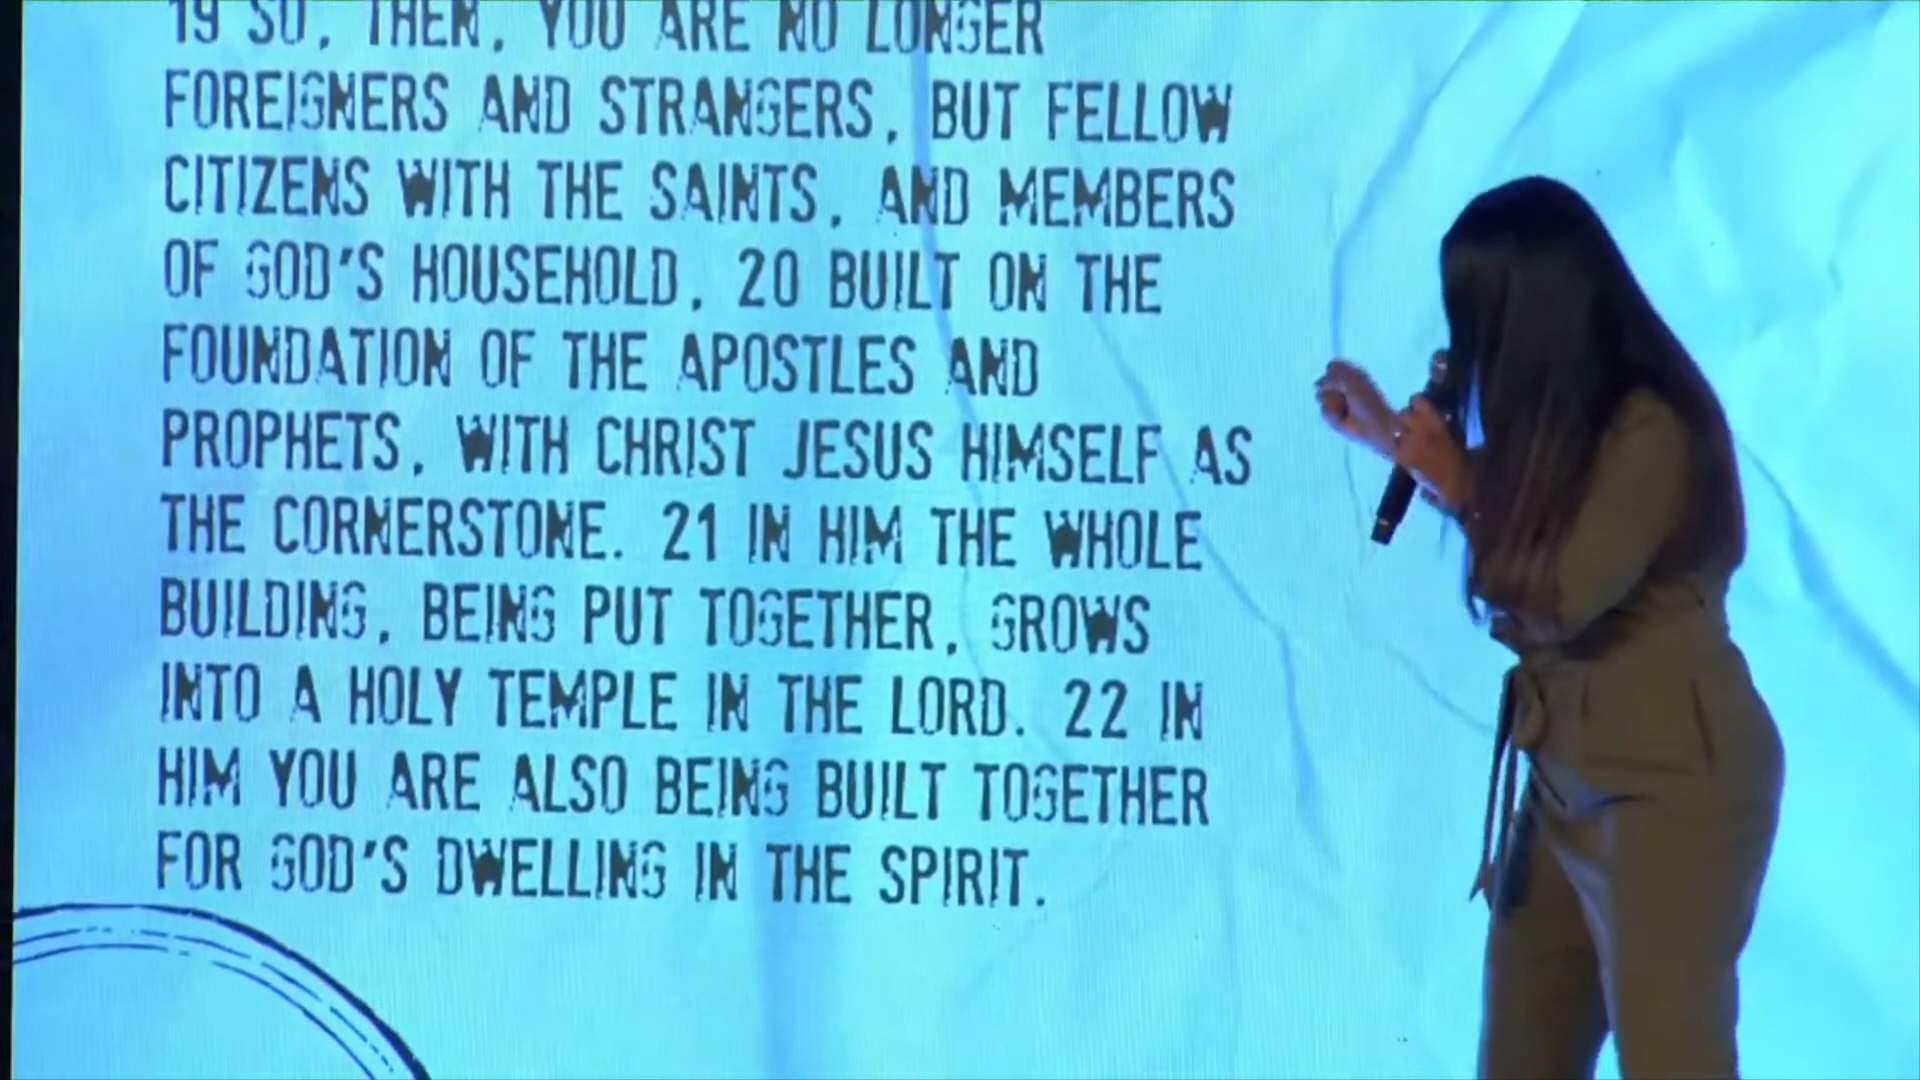 19 SO, THEN, YOU ARE NO LONGER
FOREIGNERS AND STRANGERS, BUT FELLOW
CITIZENS WITH THE SAINTS, AND MEMBERS
OF GOD'S HOUSEHOLD, 20 BUILT ON THE
FOUNDATION OF THE APOSTLES AND
PROPHETS, WITH CHRIST JESUS HIMSELF AS
THE CORNERSTONE. 21 IN HIM THE WHOLE
BUILDING, BEING PUT TOGETHER, GROWS
INTO A HOLY TEMPLE IN THE LORD. 22 IN
HIM YOU ARE ALSO BEING BUILT TOGETHER
FOR GOD'S DWELLING IN THE SPIRIT.